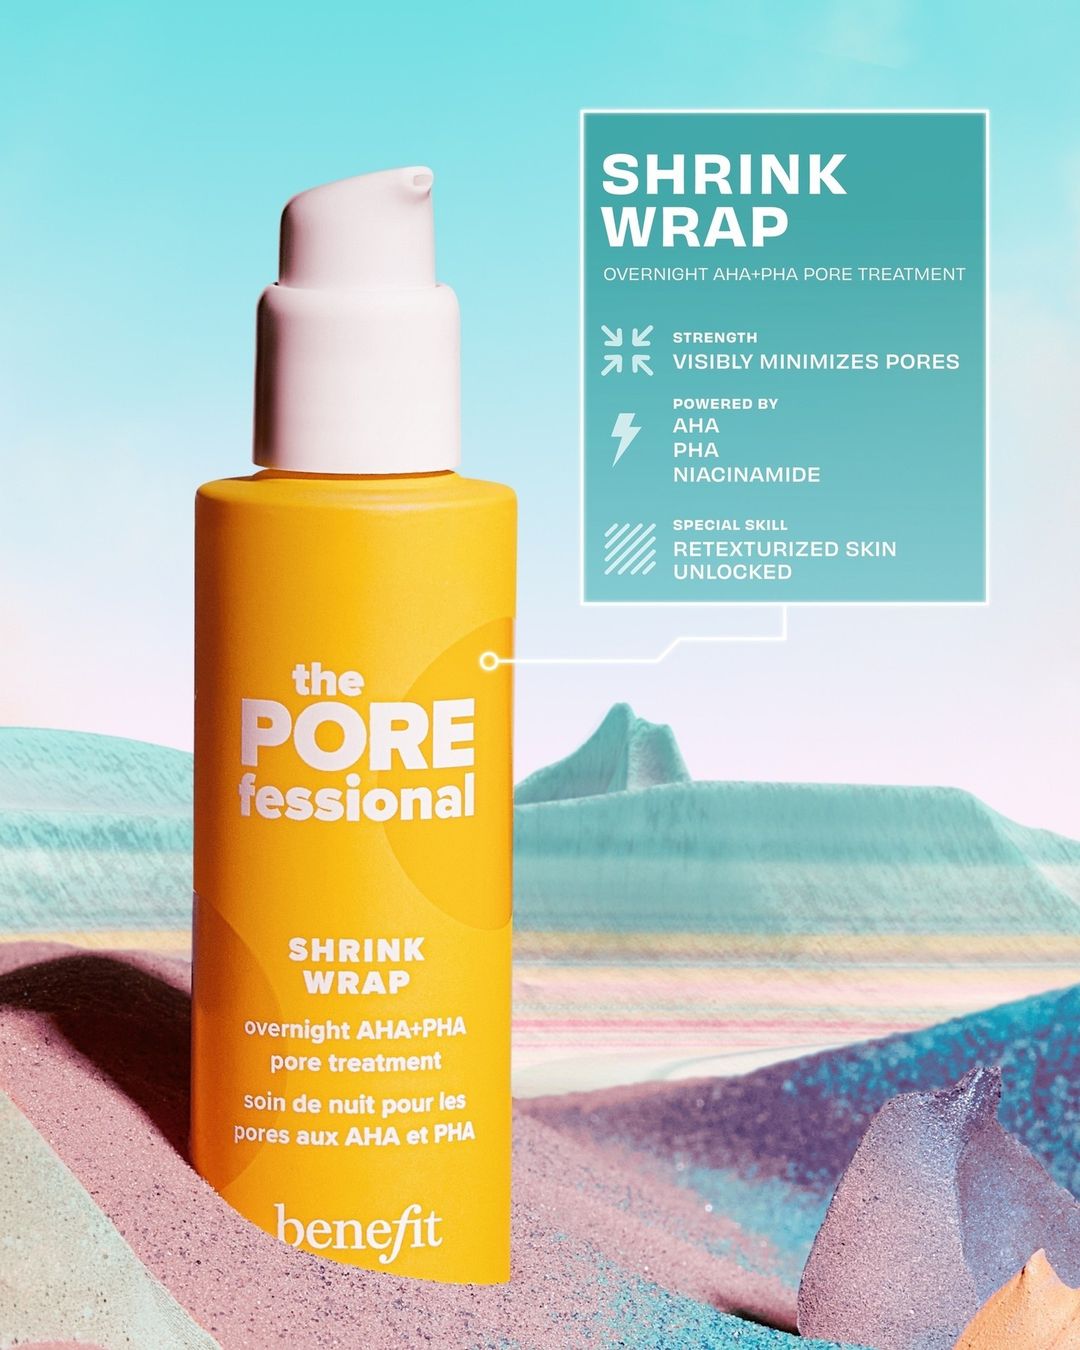 SHRINK
WRAP
OVERNIGHT AHA+PHA PORE TREATMENT
STRENGTH
VISIBLY MINIMIZES PORES
POWERED BY
AHA
PHA
NIACINAMIDE
SPECIAL SKILL
RETEXTURIZED SKIN
UNLOCKED
the
PORE
fessional
SHRINK
WRAP
overnight AHA+PHA
pore treatment
soin de nuit pour les
pores aux AHA et PHA
benefit